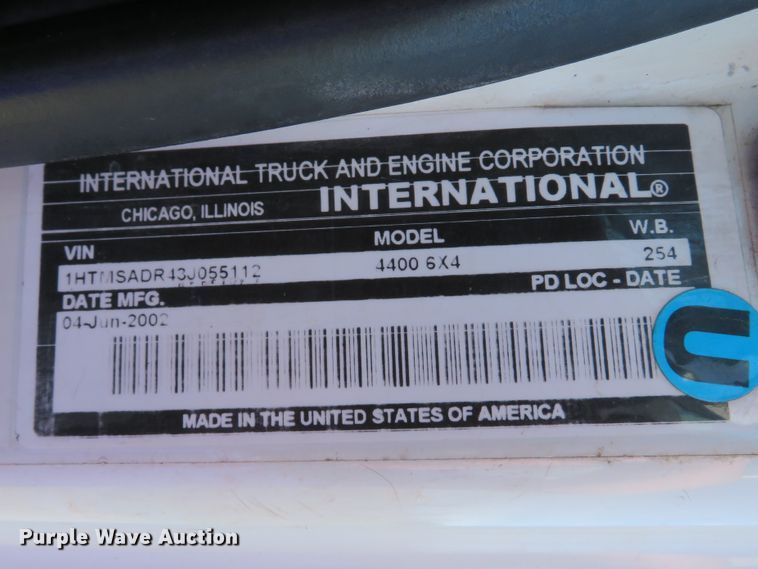 INTERNATIONAL TRUCK AND ENGINE CORPORATION
CHICAGO, ILLINOIS INTERNATIONAL®
VIN MODEL W.B.
1HTMSADR43J055112 4400 6X4 254
DATE MFG. PD LOC - DATE
04-Jun-2002
MADE IN THE UNITED STATES OF AMERICA
Purple Wave Auction